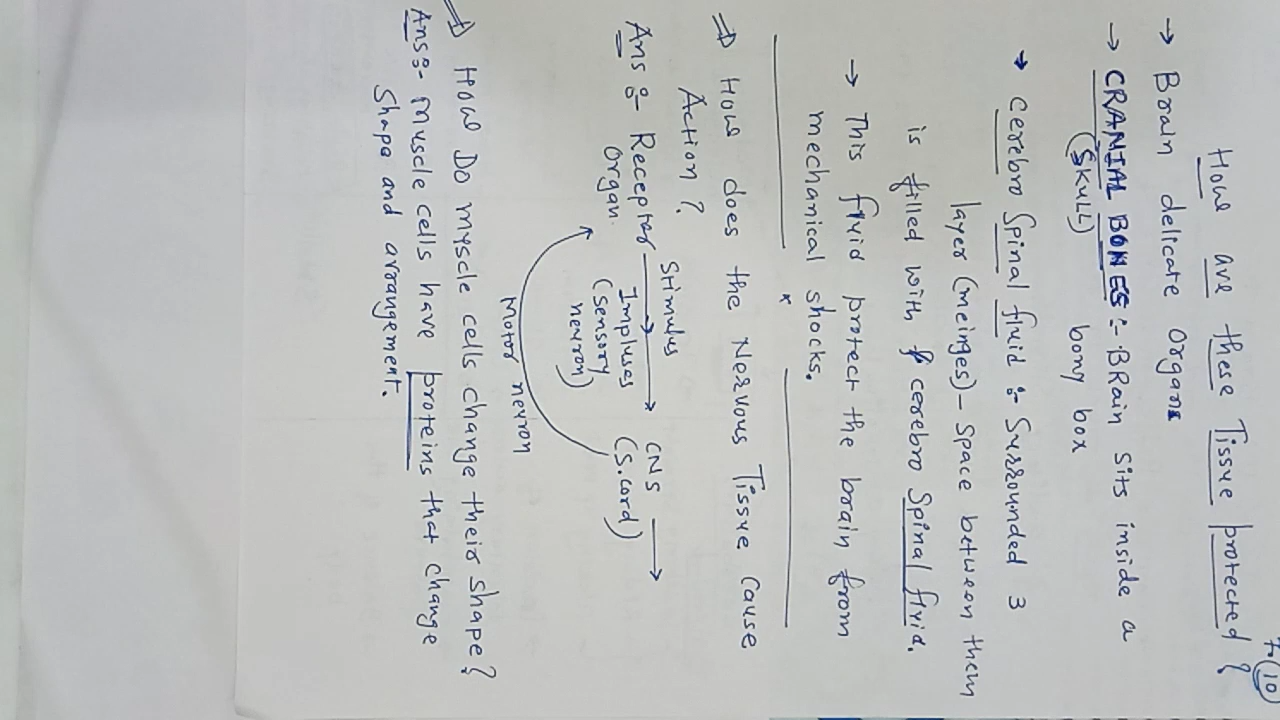 (10)
How are these Tissue protected ?
→ Brain delicate Organs
→ CRANIAL BONES :- BRain sits inside a
(SKULL) bony box
→ Cerebro Spinal fluid :- Surrounded 3
layer (meinges) - Space between them
is filled with cerebro Spinal fluid.
→ This fluid protect the brain from
mechanical shocks.
x
⇒ How does the Nervous Tissue cause
Action ?
Ans :- Receptor → CNS →
Organ (S.cord)
Stimulus
Impluses
(sensory
neuron)
Motor neuron
⇒ How Do muscle cells change their shape?
Ans :- muscle cells have proteins that change
Shape and arrangement.